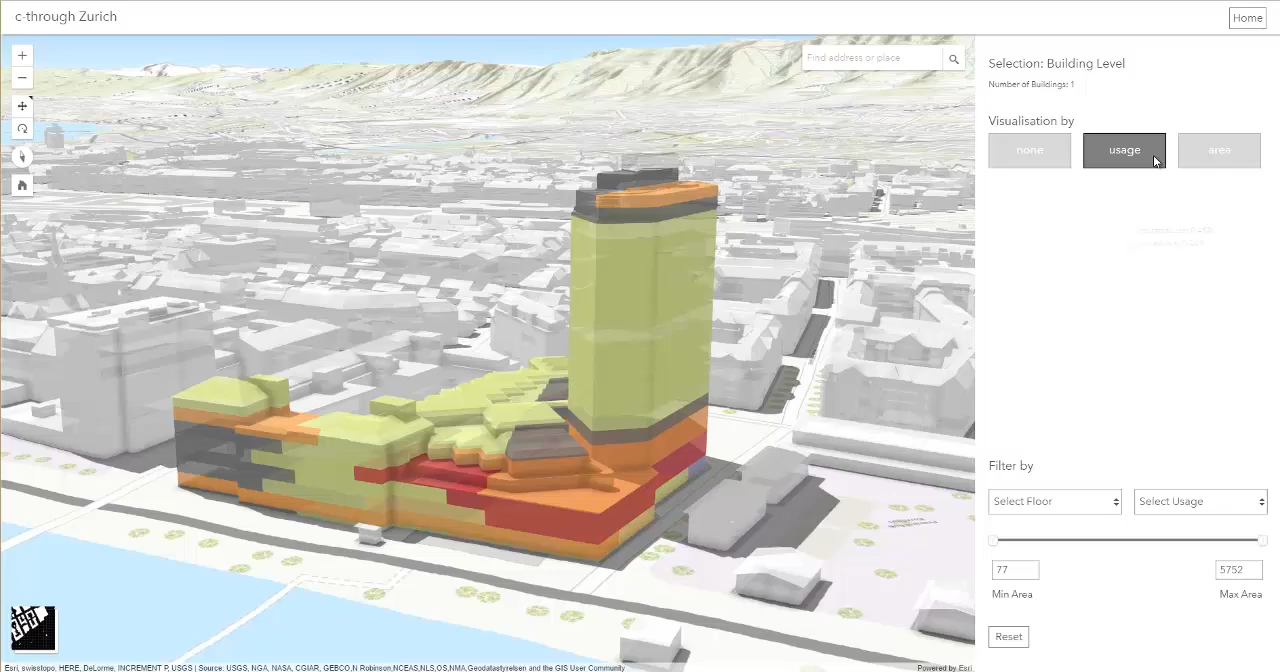 c-through Zurich
Home
Find address or place
Selection: Building Level
Number of Buildings: 1
Visualisation by
none
usage
area
Filter by
Select Floor
Select Usage
77
5752
Min Area
Max Area
Reset
Esri, swisstopo, HERE, DeLorme, INCREMENT P, USGS | Source: USGS, NGA, NASA, CGIAR, GEBCO,N Robinson,NCEAS,NLS,OS,NMA,Geodatastyrelsen and the GIS User Community
Powered by Esri